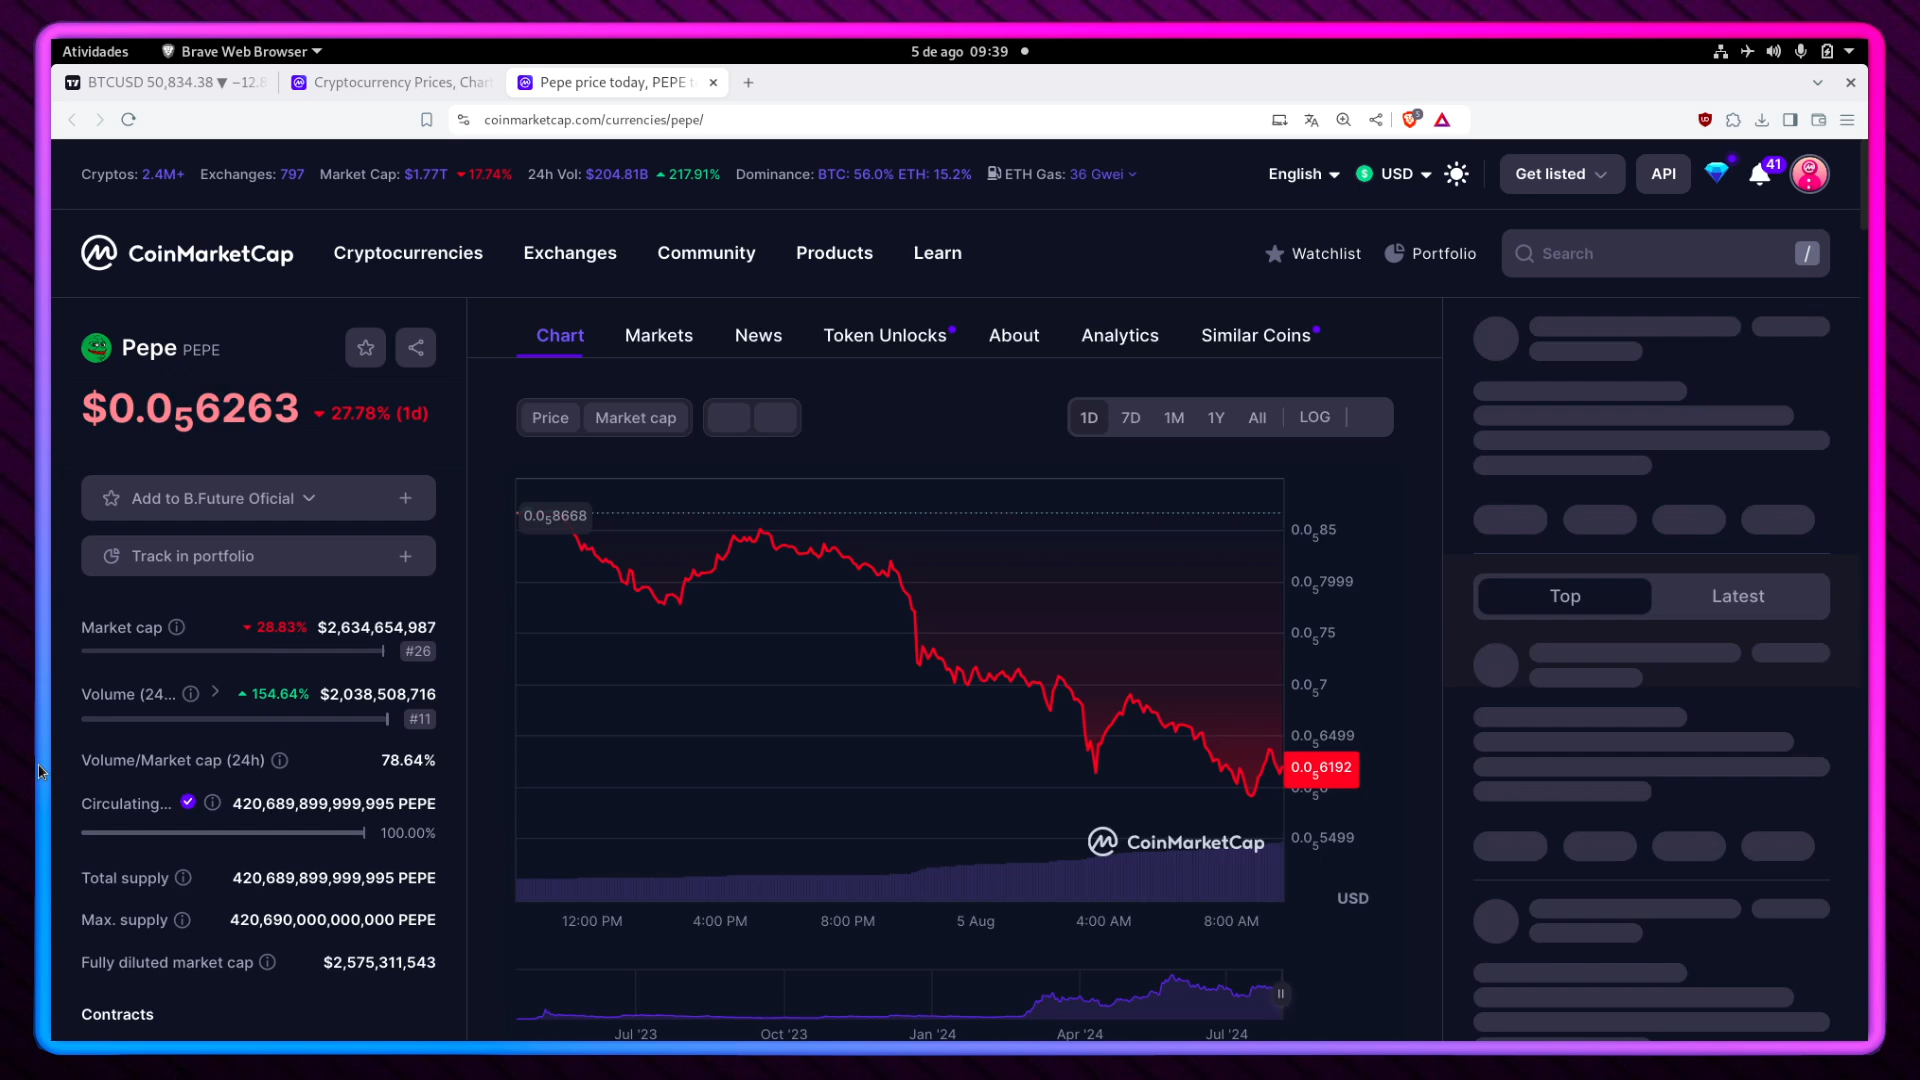 Atividades Brave Web Browser 5 de ago 09:39
BTCUSD 50,834.38 ▼ −12.8 Cryptocurrency Prices, Char Pepe price today, PEPE t
coinmarketcap.com/currencies/pepe/ 5
Cryptos: 2.4M+ Exchanges: 797 Market Cap: $1.77T 17.74% 24h Vol: $204.81B 217.91% Dominance: BTC: 56.0% ETH: 15.2% ETH Gas: 36 Gwei English USD Get listed API 41
CoinMarketCap Cryptocurrencies Exchanges Community Products Learn Watchlist Portfolio Search /
Pepe PEPE
$0.0₅6263 27.78% (1d)
Add to B.Future Oficial
Track in portfolio
Market cap 28.83% $2,634,654,987
#26
Volume (24... 154.64% $2,038,508,716
#11
Volume/Market cap (24h) 78.64%
Circulating... 420,689,899,999,995 PEPE
100.00%
Total supply 420,689,899,999,995 PEPE
Max. supply 420,690,000,000,000 PEPE
Fully diluted market cap $2,575,311,543
Contracts
Chart Markets News Token Unlocks About Analytics Similar Coins
Price Market cap 1D 7D 1M 1Y All LOG
0.0₅8668
0.0₅85
0.0₅7999
0.0₅75
0.0₅7
0.0₅6499
0.0₅6192
0.0₅6
0.0₅5499
CoinMarketCap
USD
12:00 PM 4:00 PM 8:00 PM 5 Aug 4:00 AM 8:00 AM
Jul '23 Oct '23 Jan '24 Apr '24 Jul '24
Top Latest